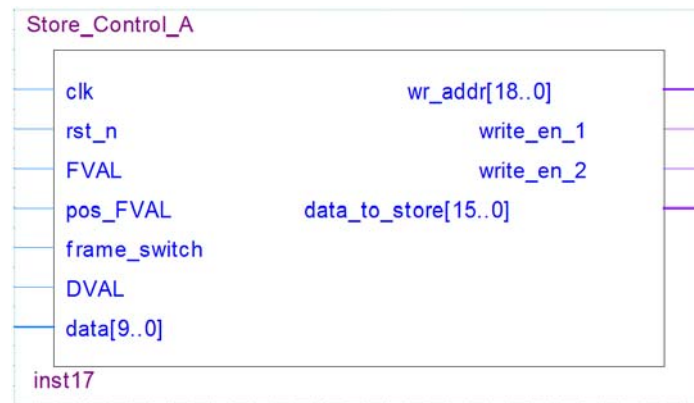 Store_Control_A
clk wr_addr[18..0]
rst_n write_en_1
FVAL write_en_2
pos_FVAL data_to_store[15..0]
frame_switch
DVAL
data[9..0]
inst17